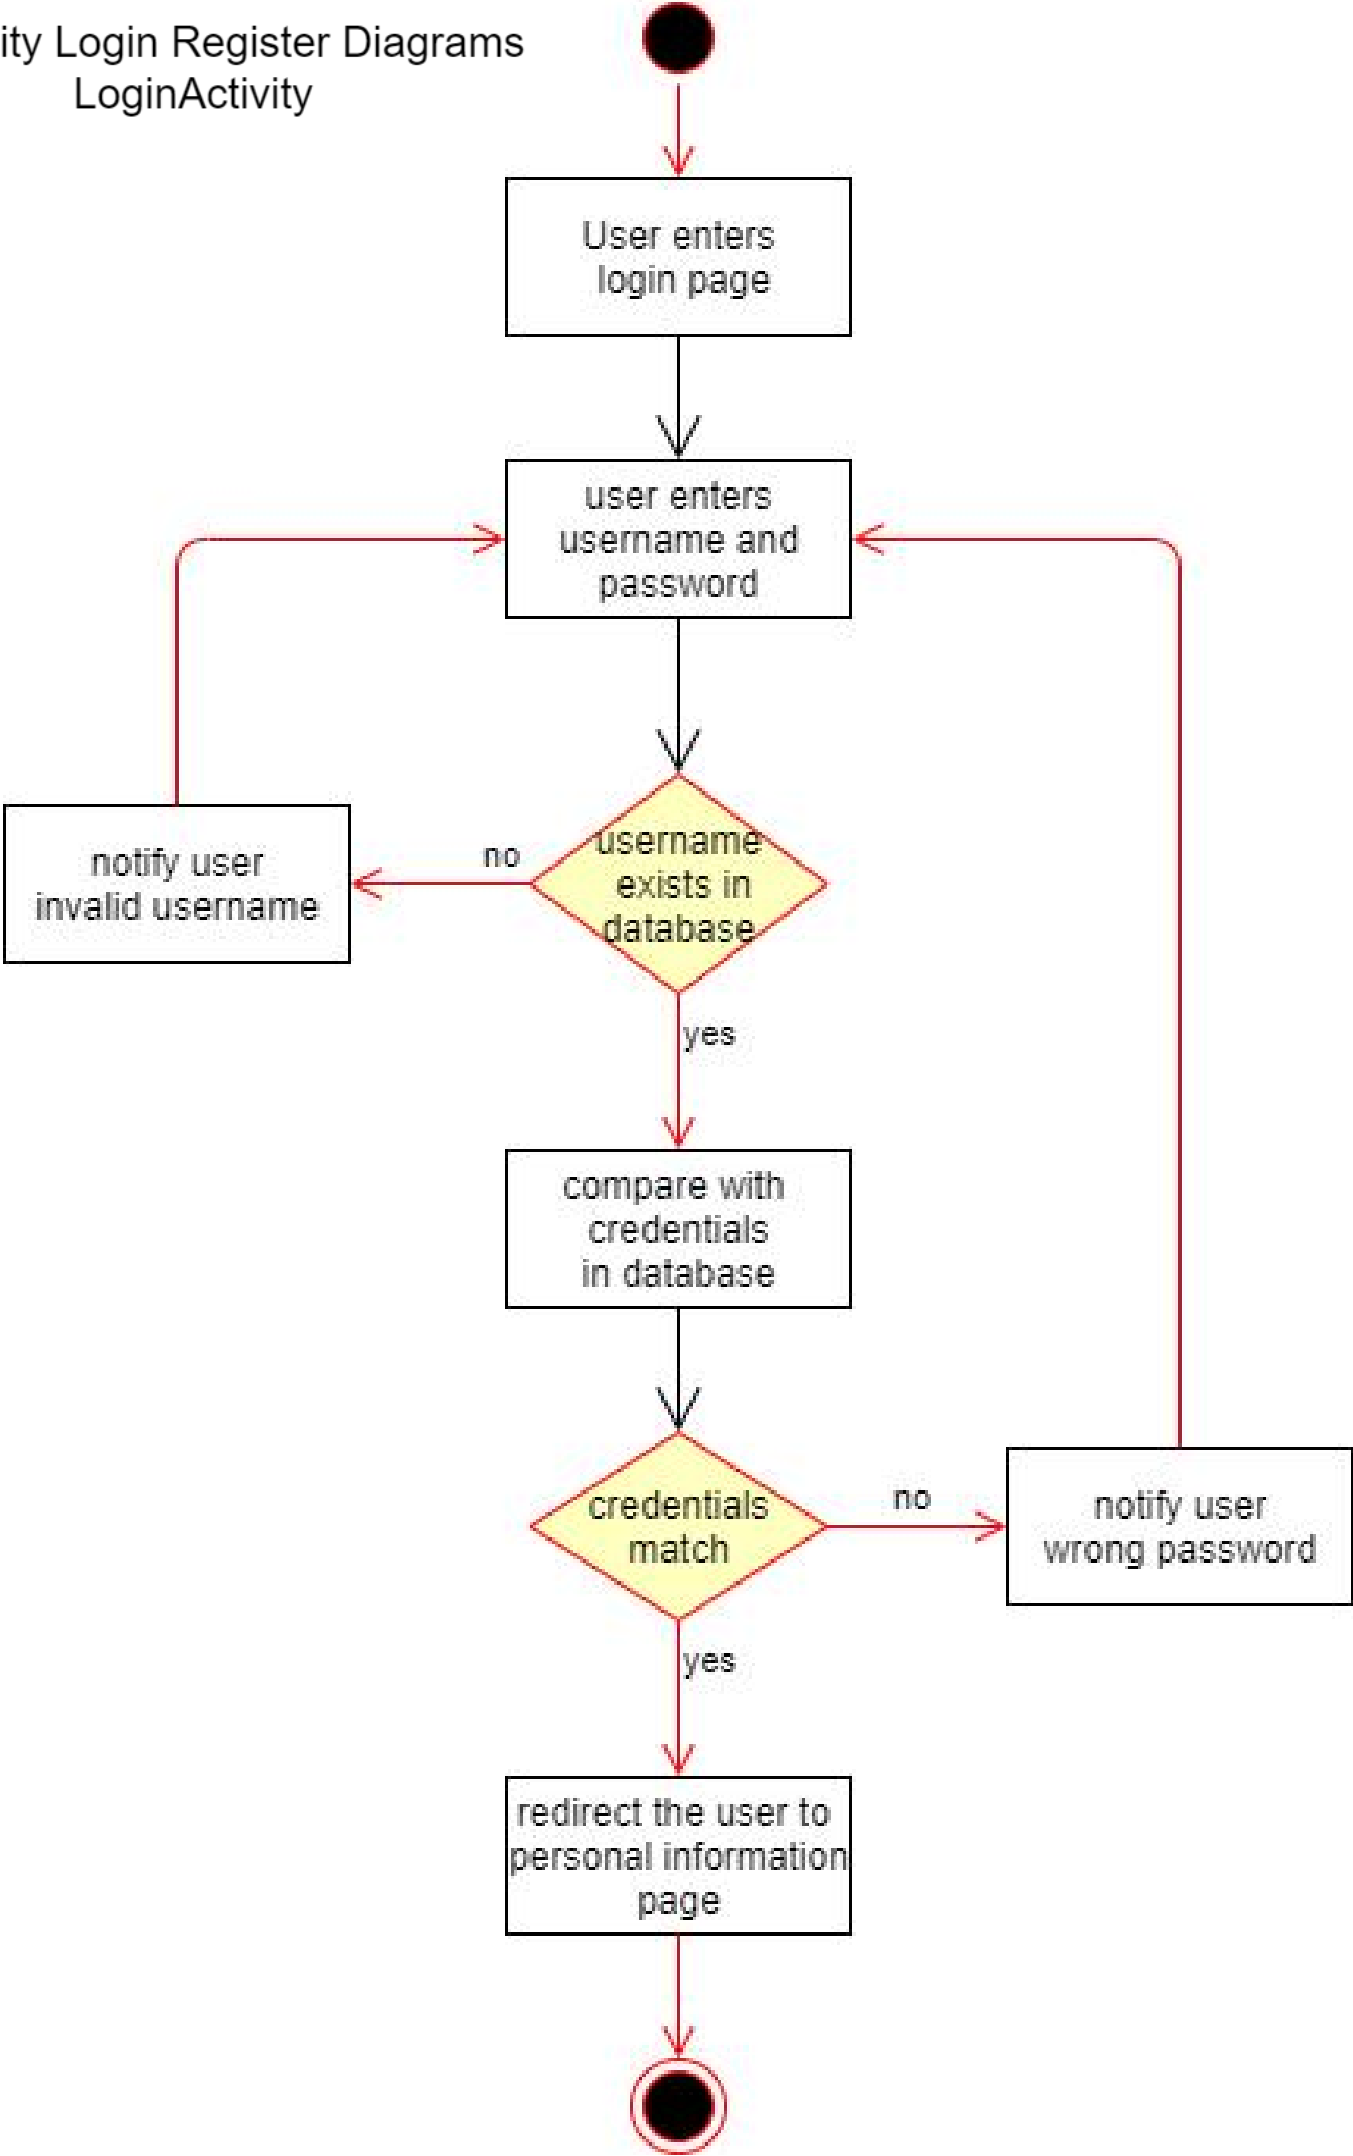 ity Login Register Diagrams
LoginActivity
User enters
login page
user enters
username and
password
username
exists in
database
no
notify user
invalid username
yes
compare with
credentials
in database
credentials
match
no
notify user
wrong password
yes
redirect the user to
personal information
page